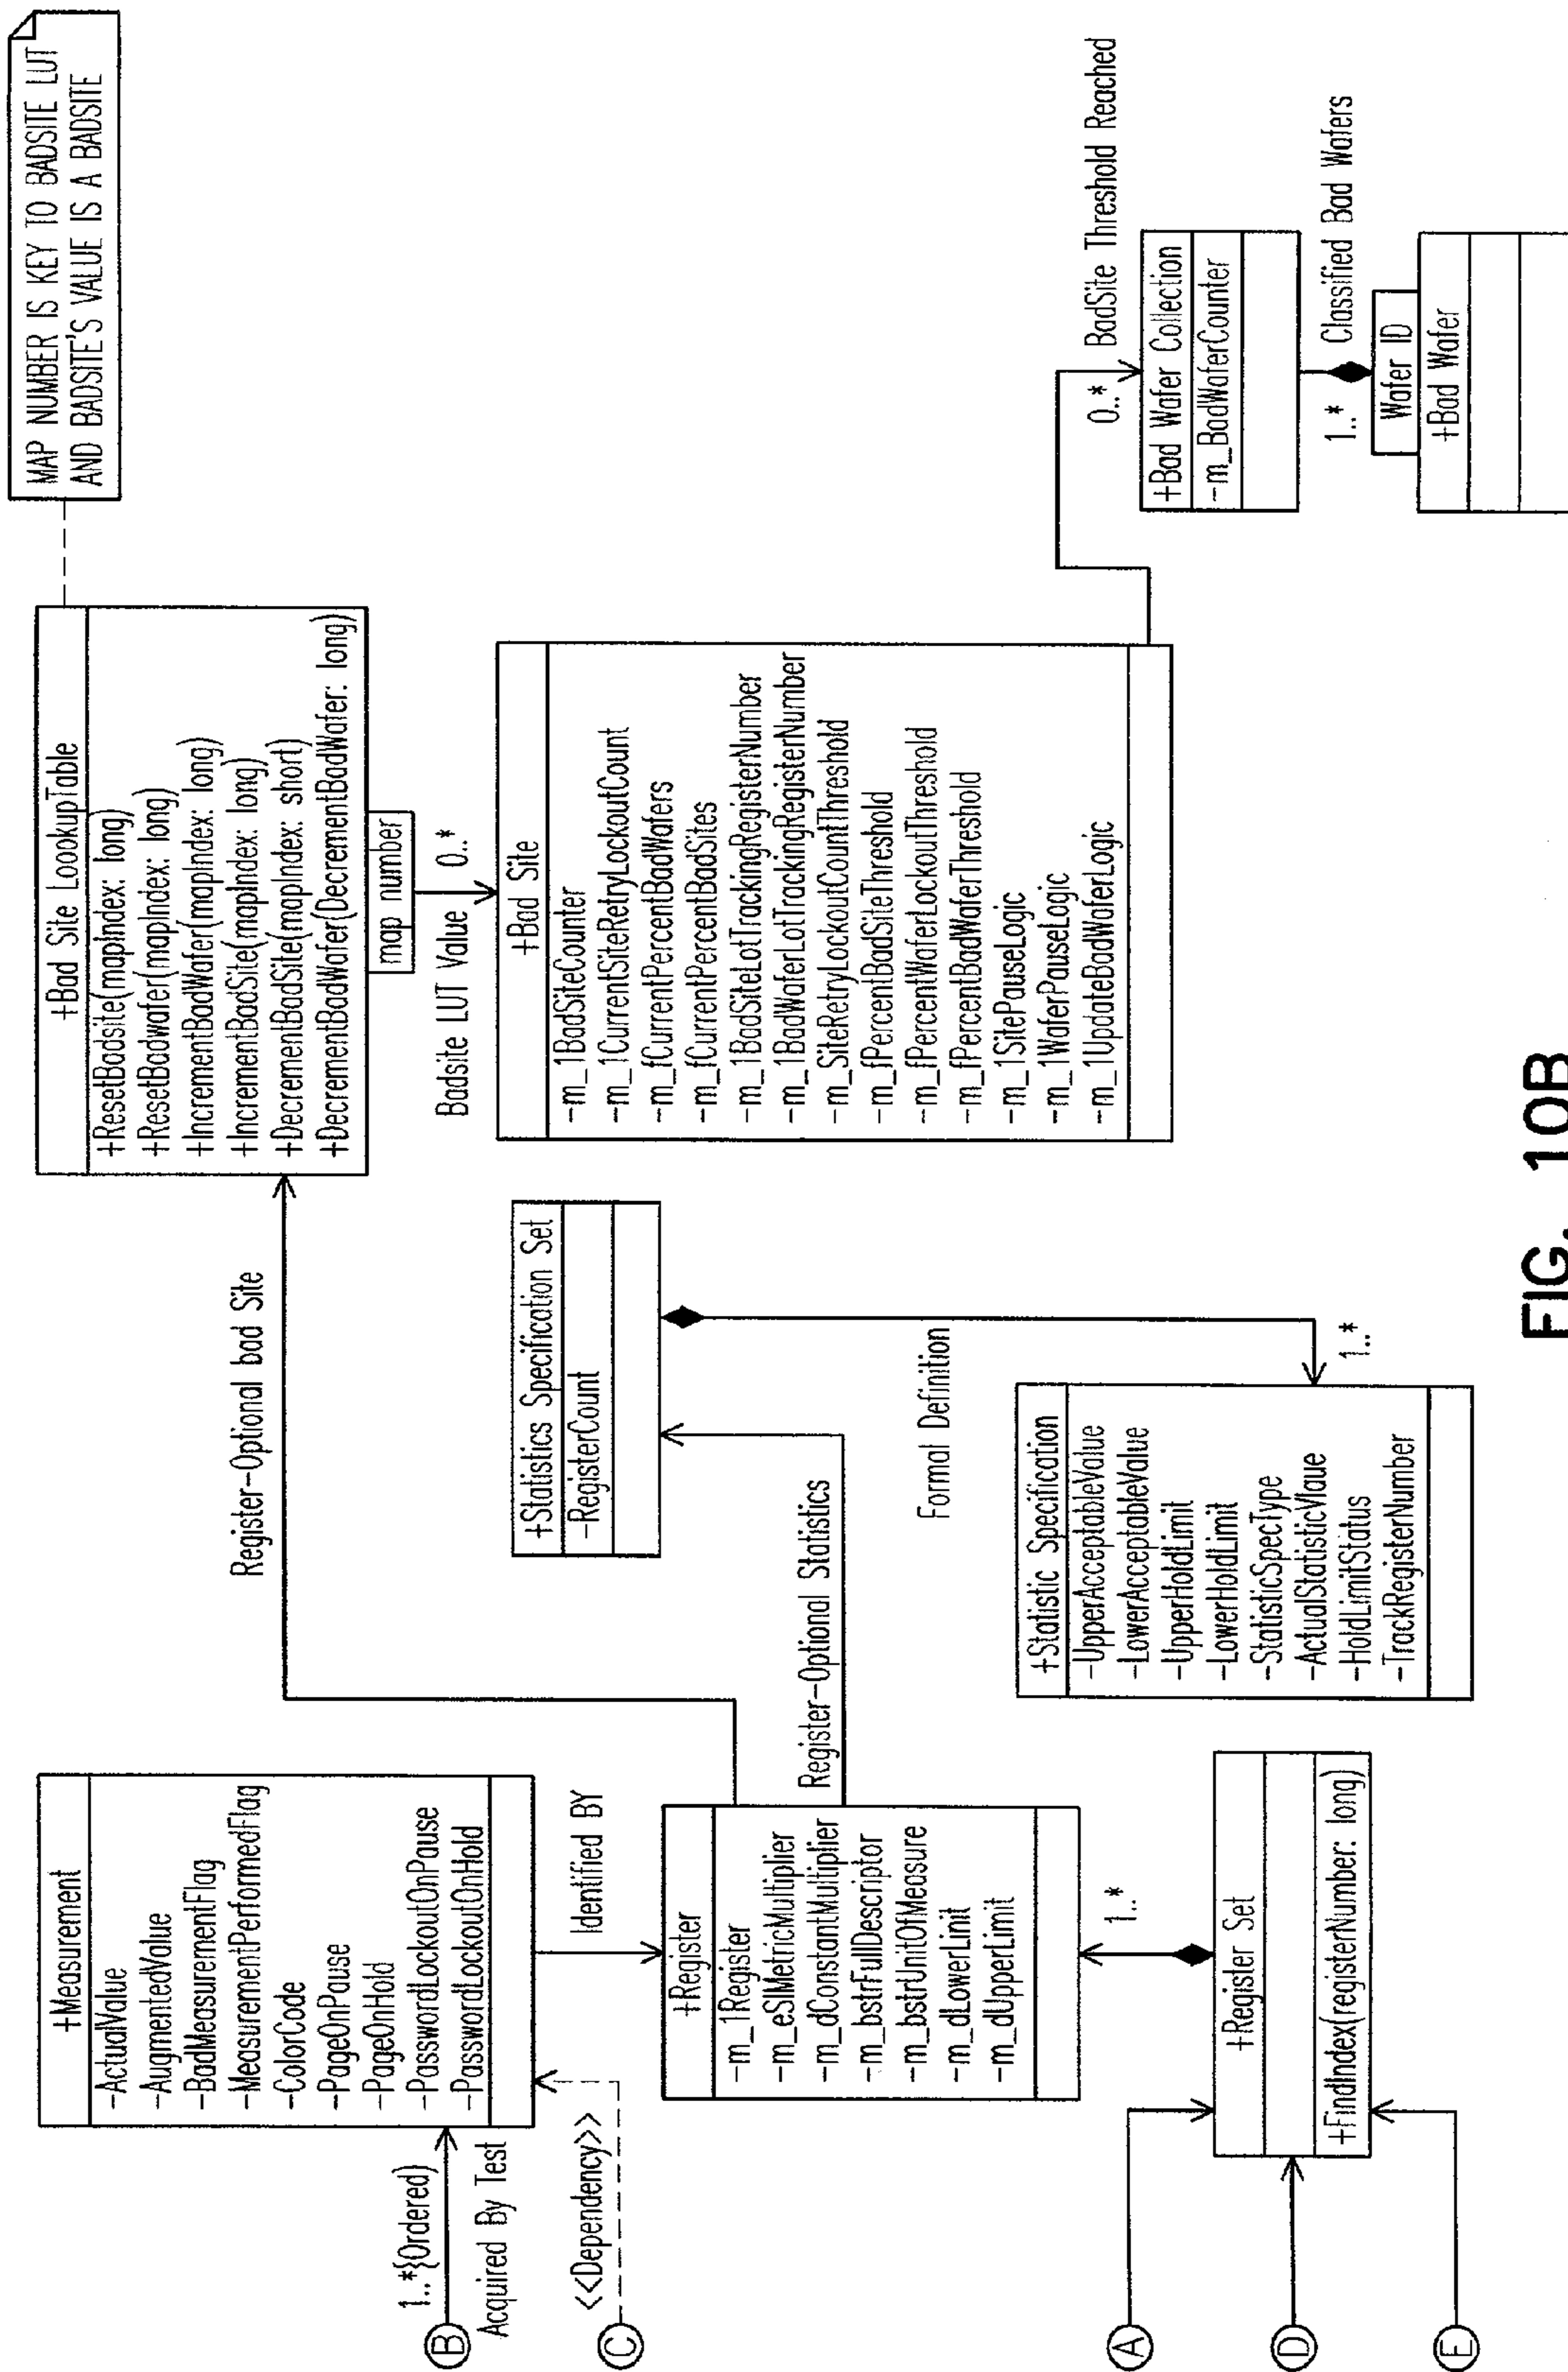 MAP NUMBER IS KEY TO BADSITE LUT
AND BADSITE'S VALUE IS A BADSITE
+Measurement
-ActualValue
-AugmentedValue
-BadMeasurementFlag
-MeasurementPerformedFlag
-ColorCode
-PageOnPause
-PageOnHold
-PasswordLockoutOnPause
-PasswordLockoutOnHold
B
1..*{Ordered)
Acquired By Test
<<Dependency>>
C
Identified BY
+Register
-m_1Register
-m_eSIMetricMultiplier
-m_dConstantMultiplier
-m_bstrFullDescriptor
-m_bstrUnitOfMeasure
-m_dLowerLinit
-m_dUpperLimit
1..*
+Register Set
+FindIndex(registerNumber: long)
A
D
E
Register-Optional bad Site
Register-Optional Statistics
+Statistics Specification Set
-RegisterCount
Formal Definition
1..*
+Statistic Specification
-UpperAcceptableValue
-LowerAcceptableValue
-UpperHoldLimit
-LowerHoldLimit
-StatisticSpecType
-ActualStatisticVlaue
-HoldLimitStatus
-TrackRegisterNumber
+Bad Site LoookupTable
+ResetBadsite(mapIndex: long)
+ResetBadwafer(mapIndex: long)
+IncrementBadWafer(mapIndex: long)
+IncrementBadSite(mapIndex: long)
+DecrementBadSite(mapIndex: short)
+DecrementBadWafer(DecrementBadWafer: long)
map number
Badsite LUT Value 0..*
+Bad Site
-m_1BadSiteCounter
-m_1CurrentSiteRetryLockoutCount
-m_fCurrentPercentBadWafers
-m_fCurrentPercentBadSites
-m_1BadSiteLotTrackingRegisterNumber
-m_1BadWaferLotTrackingRegisterNumber
-m_SiteRetryLockoutCountThreshold
-m_fPercentBadSiteThreshold
-m_fPercentWaferLockoutThreshold
-m_fPercentBadWaferThreshold
-m_1SitePauseLogic
-m_1WaferPauseLogic
-m_1UpdateBadWaferLogic
0..* BadSite Threshold Reached
+Bad Wafer Collection
-m_BadWaferCounter
1..* Classified Bad Wafers
Wafer ID
+Bad Wafer
FIG. 10B